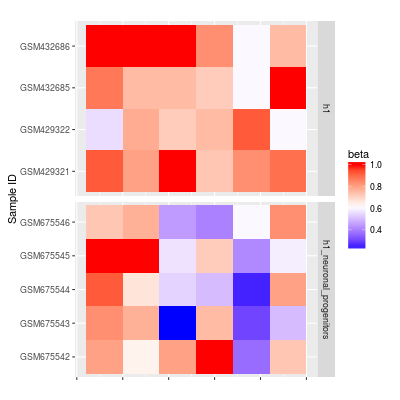 GSM432686
GSM432685
GSM429322
GSM429321
h1
GSM675546
GSM675545
GSM675544
GSM675543
GSM675542
h1_neuronal_progenitors
Sample ID
beta
1.0
0.8
0.6
0.4